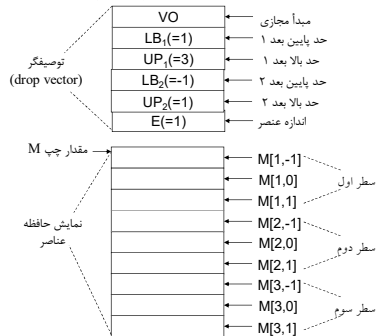 VO
مبدأ مجازی
LB₁(=1)
حد پایین بعد ۱
توصیفگر
(drop vector)
UP₁(=3)
حد بالا بعد ۱
LB₂(=-1)
حد پایین بعد ۲
UP₂(=1)
حد بالا بعد ۲
E(=1)
اندازه عنصر
مقدار چپ M
M[1,-1]
M[1,0]
سطر اول
M[1,1]
نمایش حافظه
عناصر
M[2,-1]
M[2,0]
سطر دوم
M[2,1]
M[3,-1]
M[3,0]
سطر سوم
M[3,1]